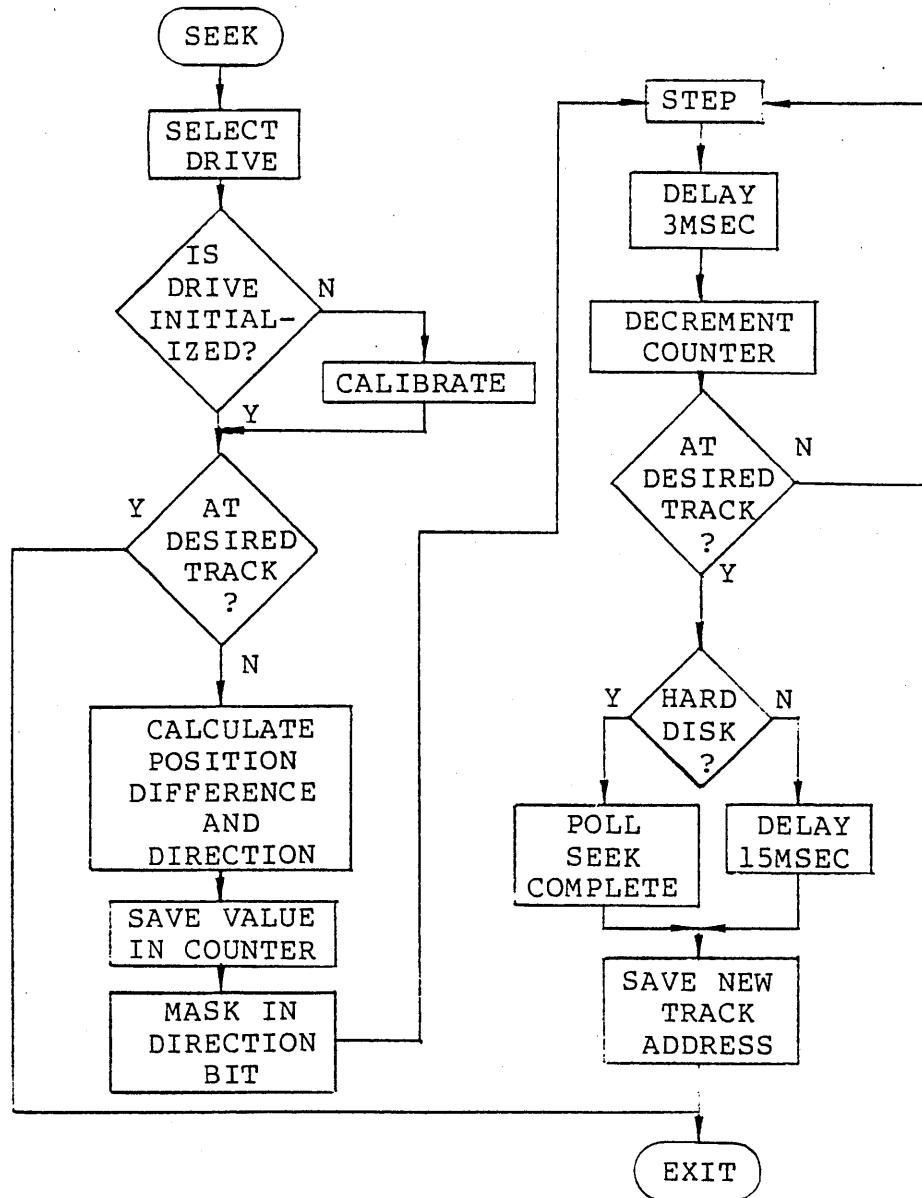 SEEK
SELECT
DRIVE
IS
DRIVE
INITIAL-
IZED?
N
CALIBRATE
Y
Y
AT
DESIRED
TRACK
?
N
CALCULATE
POSITION
DIFFERENCE
AND
DIRECTION
SAVE VALUE
IN COUNTER
MASK IN
DIRECTION
BIT
STEP
DELAY
3MSEC
DECREMENT
COUNTER
AT
DESIRED
TRACK
?
N
Y
HARD
DISK
?
Y
N
POLL
SEEK
COMPLETE
DELAY
15MSEC
SAVE NEW
TRACK
ADDRESS
EXIT